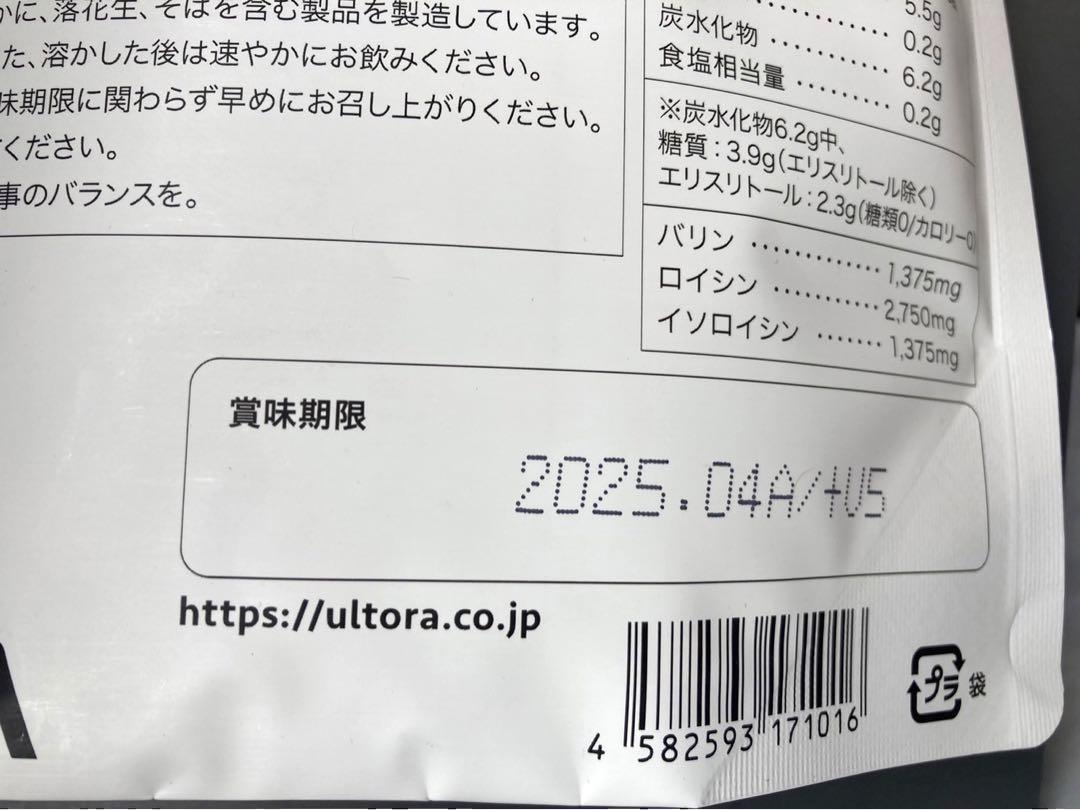 かに、落花生、そばを含む製品を製造しています。
た、溶かした後は速やかにお飲みください。
味期限に関わらず早めにお召し上がりください。
ください。
事のバランスを。
5.5g
0.2g
炭水化物 ………… 6.2g
食塩相当量 ……… 0.2g
※炭水化物6.2g中、
糖質：3.9g(エリスリトール除く)
エリスリトール：2.3g(糖類0/カロリー0)
バリン ………… 1,375mg
ロイシン ………… 2,750mg
イソロイシン ……… 1,375mg
賞味期限
2025.04A/+U5
https://ultora.co.jp
4 582593 171016
プラ
袋